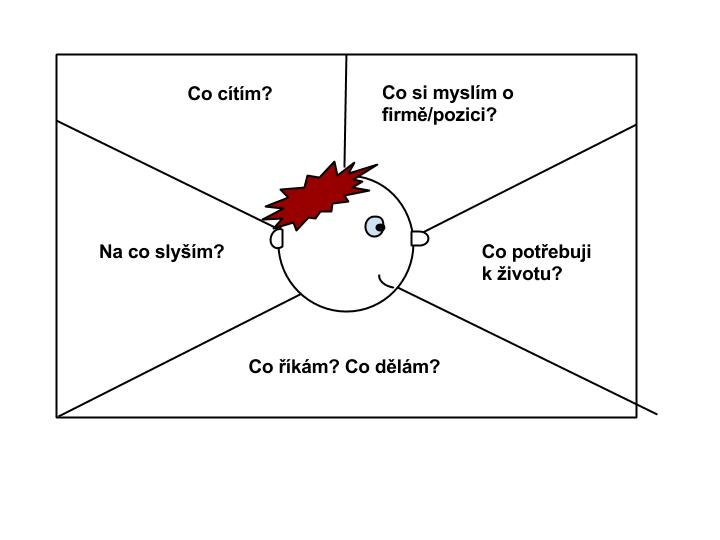 Co cítím?
Co si myslím o
firmě/pozici?
Na co slyším?
Co potřebuji
k životu?
Co říkám? Co dělám?